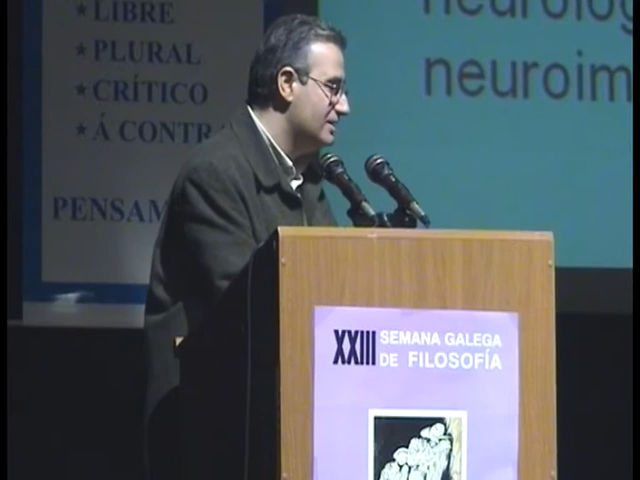 ★LIBRE
★PLURAL
★CRÍTICO
★Á CONTR
PENSAM
neurolog
neuroim
XXIII SEMANA GALEGA
DE FILOSOFÍA